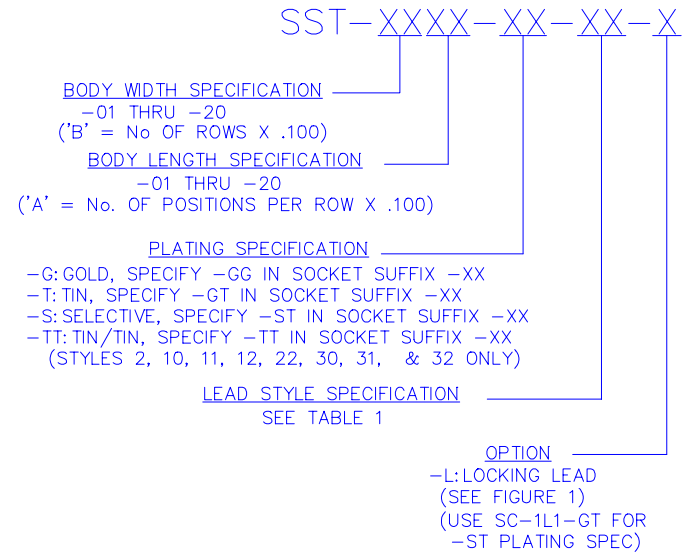 SST-XXXX-XX-XX-X
BODY WIDTH SPECIFICATION
-01 THRU -20
('B' = No OF ROWS X .100)
BODY LENGTH SPECIFICATION
-01 THRU -20
('A' = No. OF POSITIONS PER ROW X .100)
PLATING SPECIFICATION
-G: GOLD, SPECIFY -GG IN SOCKET SUFFIX -XX
-T: TIN, SPECIFY -GT IN SOCKET SUFFIX -XX
-S: SELECTIVE, SPECIFY -ST IN SOCKET SUFFIX -XX
-TT: TIN/TIN, SPECIFY -TT IN SOCKET SUFFIX -XX
(STYLES 2, 10, 11, 12, 22, 30, 31, & 32 ONLY)
LEAD STYLE SPECIFICATION
SEE TABLE 1
OPTION
-L: LOCKING LEAD
(SEE FIGURE 1)
(USE SC-1L1-GT FOR
-ST PLATING SPEC)